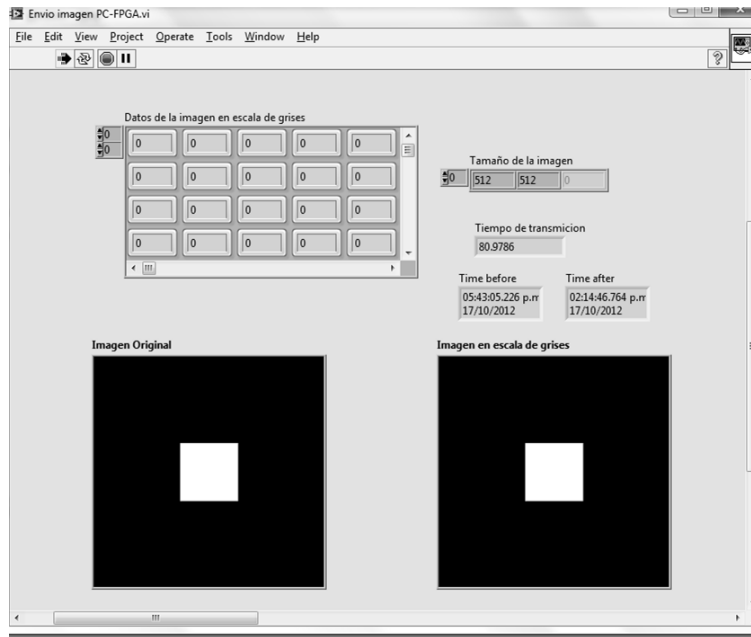 Envio imagen PC-FPGA.vi
File Edit View Project Operate Tools Window Help
Datos de la imagen en escala de grises
0
0
0 0 0 0 0
0 0 0 0 0
0 0 0 0 0
0 0 0 0 0
Tamaño de la imagen
0 512 512 0
Tiempo de transmicion
80.9786
Time before Time after
05:43:05.226 p.m 02:14:46.764 p.m
17/10/2012 17/10/2012
Imagen Original Imagen en escala de grises